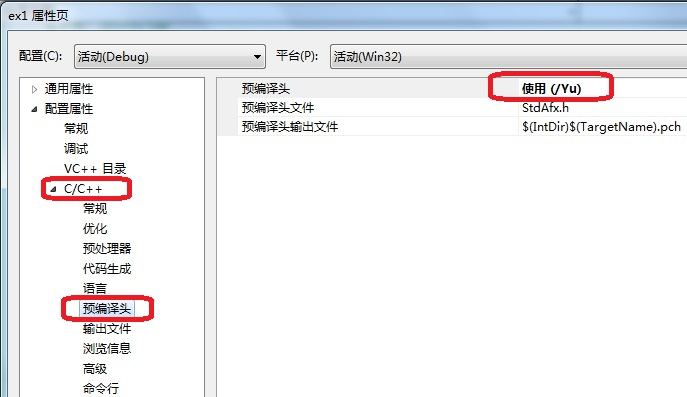 ex1 属性页
配置(C): 活动(Debug) 平台(P): 活动(Win32)
通用属性
配置属性
常规
调试
VC++ 目录
C/C++
常规
优化
预处理器
代码生成
语言
预编译头
输出文件
浏览信息
高级
命令行
预编译头 使用 (/Yu)
预编译头文件 StdAfx.h
预编译头输出文件 $(IntDir)$(TargetName).pch